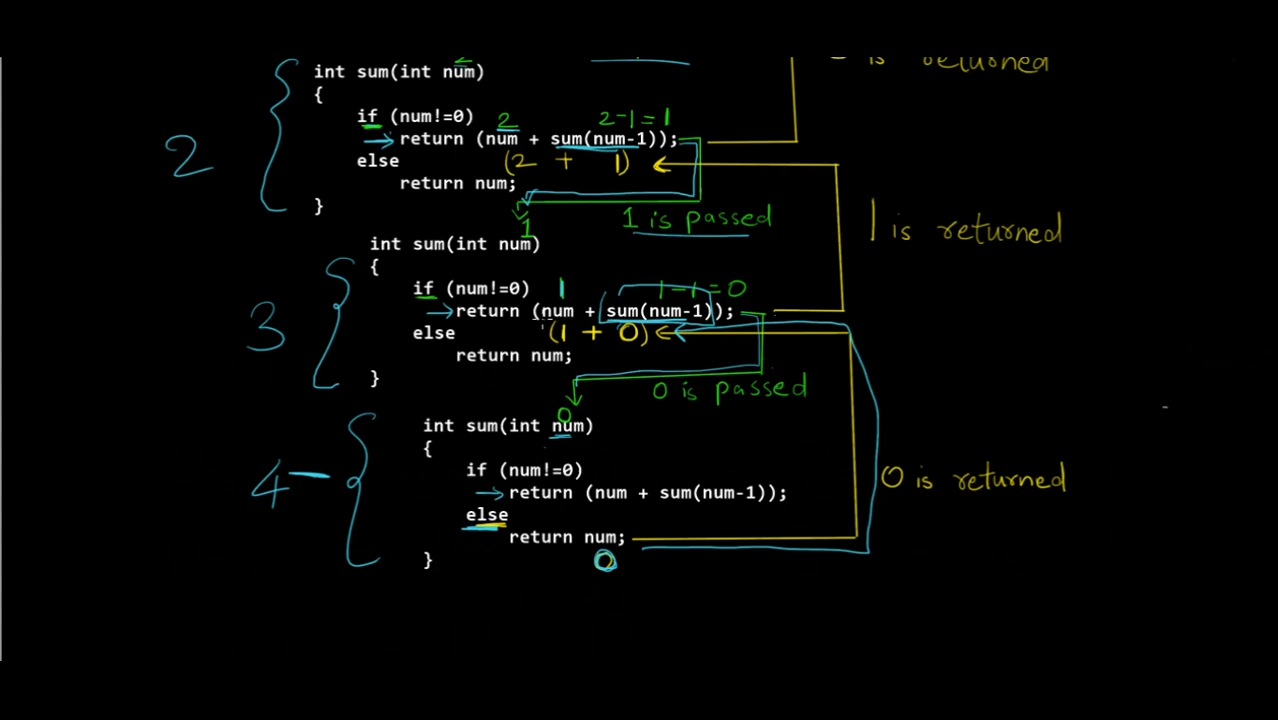 is returned
2
int sum(int num)
{
if (num!=0) 2 2-1=1
return (num + sum(num-1));
else (2 + 1)
return num;
}
2
1 is passed
1 is returned
1
int sum(int num)
{
if (num!=0) 1 1-1=0
return (num + sum(num-1));
else (1 + 0)
return num;
}
3
0 is passed
0
int sum(int num)
{
if (num!=0)
return (num + sum(num-1));
else
return num;
}
4
0 is returned
0